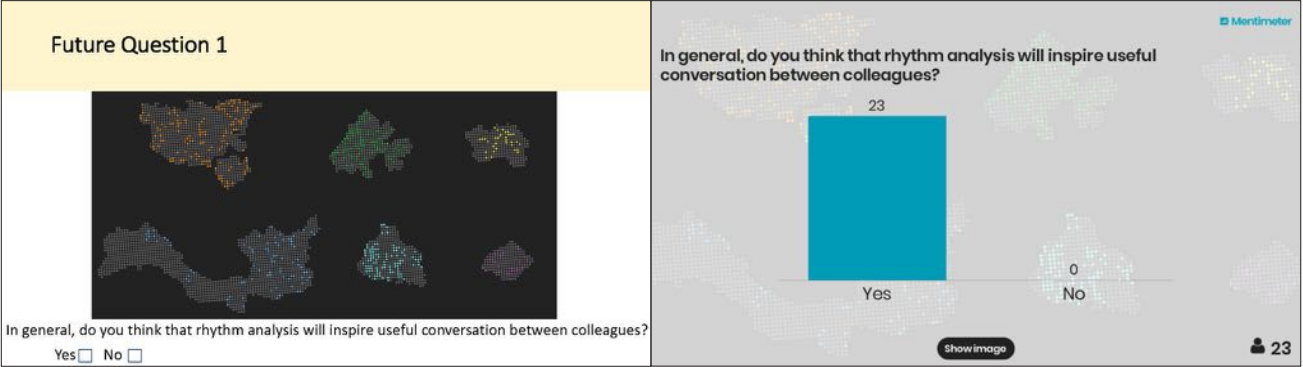 Future Question 1
In general, do you think that rhythm analysis will inspire useful conversation between colleagues?
Yes No
Mentimeter
In general, do you think that rhythm analysis will inspire useful
conversation between colleagues?
23
0
Yes No
Show image
23